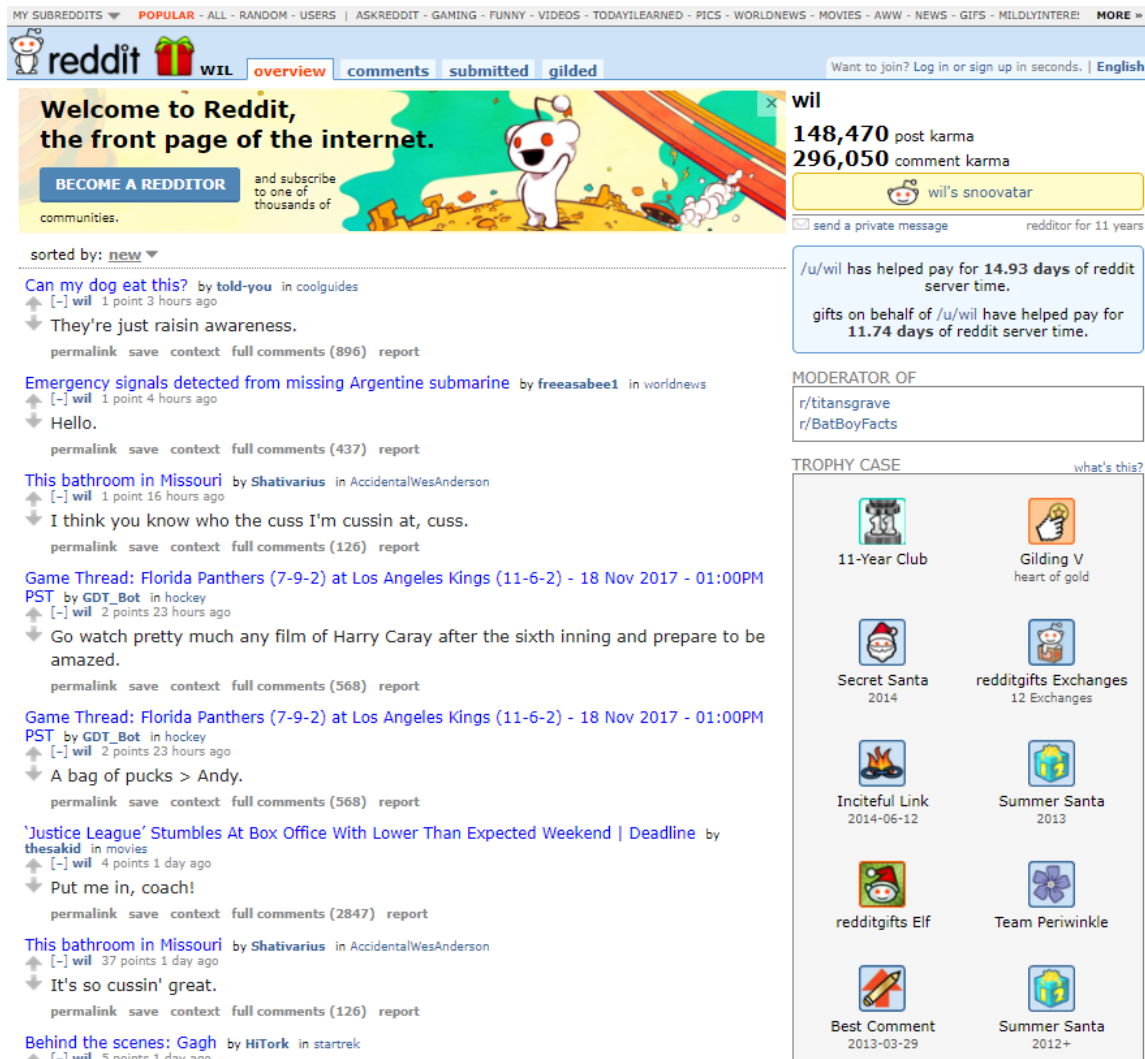 MY SUBREDDITS POPULAR - ALL - RANDOM - USERS | ASKREDDIT - GAMING - FUNNY - VIDEOS - TODAYILEARNED - PICS - WORLDNEWS - MOVIES - AWW - NEWS - GIFS - MILDLYINTERE MORE »
reddit WIL overview comments submitted gilded
Want to join? Log in or sign up in seconds. | English
Welcome to Reddit,
the front page of the internet.
BECOME A REDDITOR
and subscribe
to one of
thousands of
communities.
sorted by: new
Can my dog eat this? by told-you in coolguides
[–] wil 1 point 3 hours ago
They're just raisin awareness.
permalink save context full comments (896) report
Emergency signals detected from missing Argentine submarine by freeasabee1 in worldnews
[–] wil 1 point 4 hours ago
Hello.
permalink save context full comments (437) report
This bathroom in Missouri by Shativarius in AccidentalWesAnderson
[–] wil 1 point 16 hours ago
I think you know who the cuss I'm cussin at, cuss.
permalink save context full comments (126) report
Game Thread: Florida Panthers (7-9-2) at Los Angeles Kings (11-6-2) - 18 Nov 2017 - 01:00PM
PST by GDT_Bot in hockey
[–] wil 2 points 23 hours ago
Go watch pretty much any film of Harry Caray after the sixth inning and prepare to be
amazed.
permalink save context full comments (568) report
Game Thread: Florida Panthers (7-9-2) at Los Angeles Kings (11-6-2) - 18 Nov 2017 - 01:00PM
PST by GDT_Bot in hockey
[–] wil 2 points 23 hours ago
A bag of pucks > Andy.
permalink save context full comments (568) report
'Justice League' Stumbles At Box Office With Lower Than Expected Weekend | Deadline by
thesakid in movies
[–] wil 4 points 1 day ago
Put me in, coach!
permalink save context full comments (2847) report
This bathroom in Missouri by Shativarius in AccidentalWesAnderson
[–] wil 37 points 1 day ago
It's so cussin' great.
permalink save context full comments (126) report
Behind the scenes: Gagh by HiTork in startrek
[–] wil 5 points 1 day ago
wil
148,470 post karma
296,050 comment karma
wil's snoovatar
send a private message redditor for 11 years
/u/wil has helped pay for 14.93 days of reddit
server time.
gifts on behalf of /u/wil have helped pay for
11.74 days of reddit server time.
MODERATOR OF
r/titansgrave
r/BatBoyFacts
TROPHY CASE what's this?
11
11-Year Club
Gilding V
heart of gold
Secret Santa
2014
redditgifts Exchanges
12 Exchanges
Inciteful Link
2014-06-12
Summer Santa
2013
redditgifts Elf
Team Periwinkle
Best Comment
2013-03-29
Summer Santa
2012+